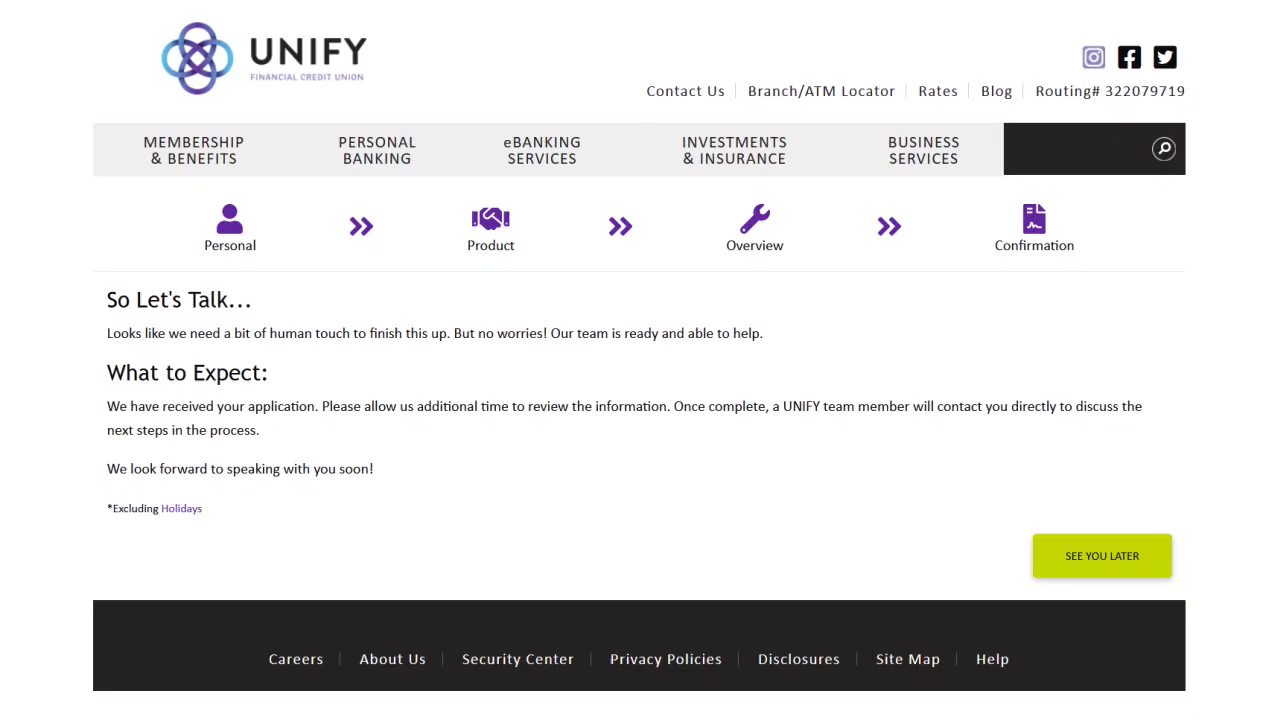 UNIFY
FINANCIAL CREDIT UNION
Contact Us
Branch/ATM Locator
Rates
Blog
Routing# 322079719
MEMBERSHIP
& BENEFITS
PERSONAL
BANKING
eBANKING
SERVICES
INVESTMENTS
& INSURANCE
BUSINESS
SERVICES
Personal
Product
Overview
Confirmation
So Let's Talk...
Looks like we need a bit of human touch to finish this up. But no worries! Our team is ready and able to help.
What to Expect:
We have received your application. Please allow us additional time to review the information. Once complete, a UNIFY team member will contact you directly to discuss the
next steps in the process.
We look forward to speaking with you soon!
*Excluding Holidays
SEE YOU LATER
Careers
About Us
Security Center
Privacy Policies
Disclosures
Site Map
Help